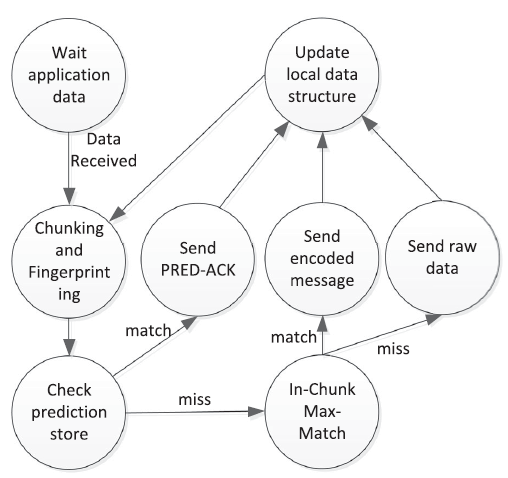 Wait
application
data
Update
local data
structure
Data
Received
Chunking
and
Fingerprint
ing
Send
PRED-ACK
Send
encoded
message
Send raw
data
match
match
miss
Check
prediction
store
miss
In-Chunk
Max-
Match